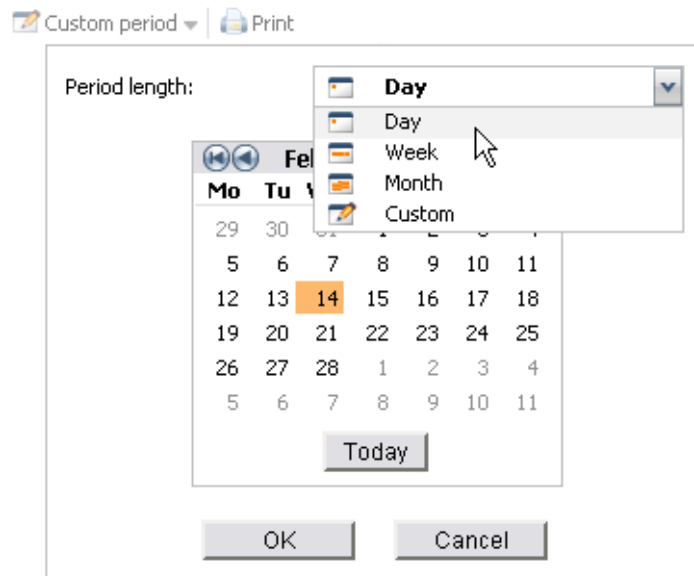 Custom period Print
Period length: Day
Day
Week
Month
Custom
Fe
Mo Tu
29 30
5 6 7 8 9 10 11
12 13 14 15 16 17 18
19 20 21 22 23 24 25
26 27 28 1 2 3 4
5 6 7 8 9 10 11
Today
OK Cancel